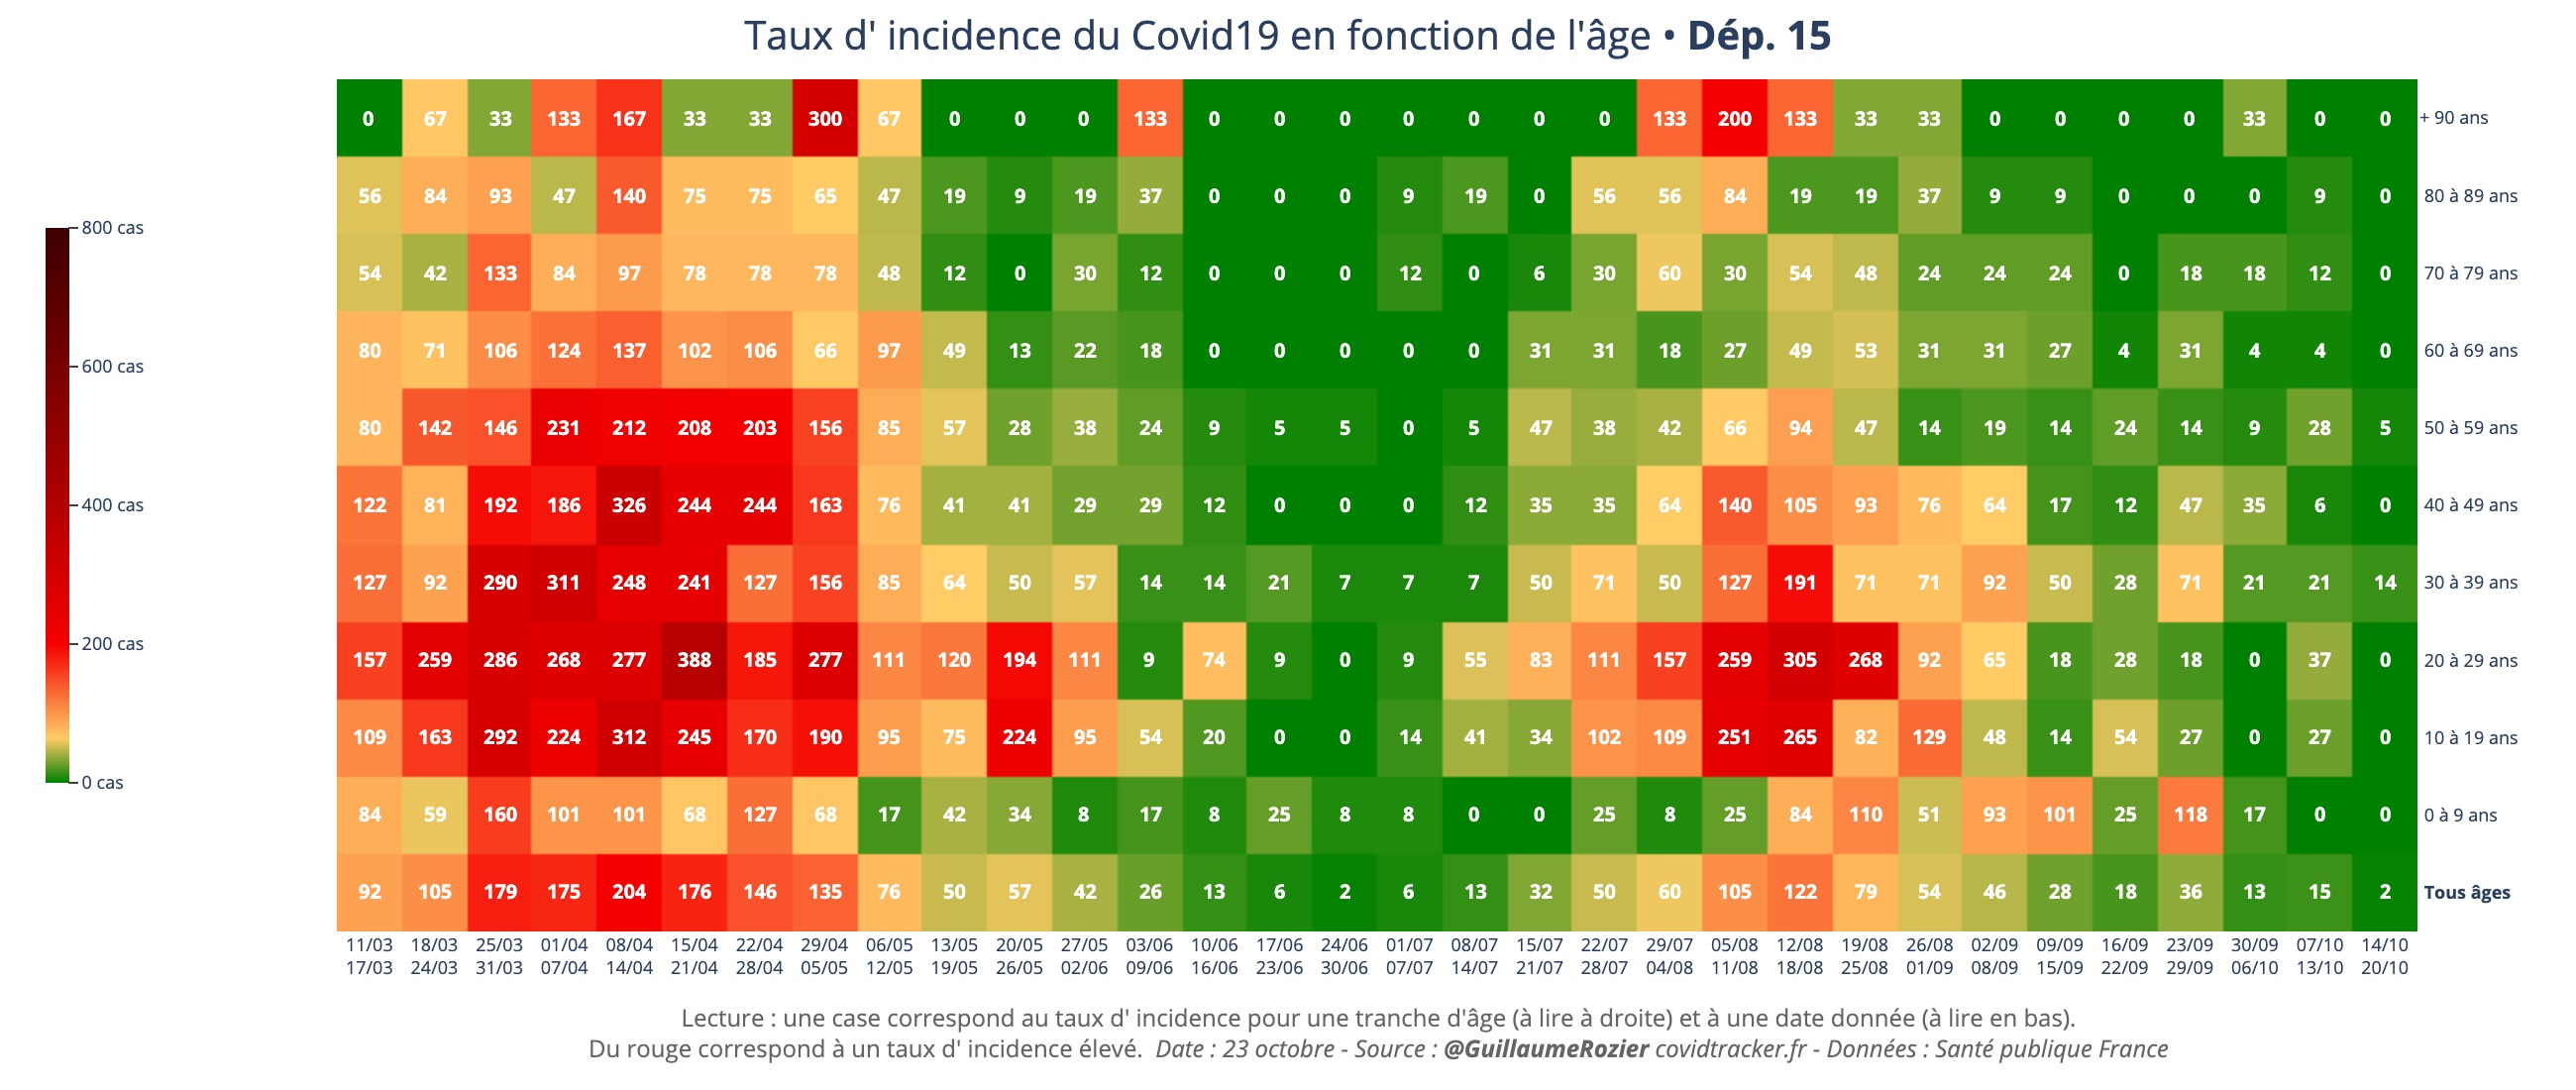 Taux d' incidence du Covid19 en fonction de l'âge • Dép. 15
800 cas
600 cas
400 cas
200 cas
0 cas
0 67 33 133 167 33 33 300 67 0 0 0 133 0 0 0 0 0 0 0 133 200 133 33 33 0 0 0 0 33 0 0 + 90 ans
56 84 93 47 140 75 75 65 47 19 9 19 37 0 0 0 9 19 0 56 56 84 19 19 37 9 9 0 0 0 9 0 80 à 89 ans
54 42 133 84 97 78 78 78 48 12 0 30 12 0 0 0 12 0 6 30 60 30 54 48 24 24 24 0 18 18 12 0 70 à 79 ans
80 71 106 124 137 102 106 66 97 49 13 22 18 0 0 0 0 0 31 31 18 27 49 53 31 31 27 4 31 4 4 0 60 à 69 ans
80 142 146 231 212 208 203 156 85 57 28 38 24 9 5 5 0 5 47 38 42 66 94 47 14 19 14 24 14 9 28 5 50 à 59 ans
122 81 192 186 326 244 244 163 76 41 41 29 29 12 0 0 0 12 35 35 64 140 105 93 76 64 17 12 47 35 6 0 40 à 49 ans
127 92 290 311 248 241 127 156 85 64 50 57 14 14 21 7 7 7 50 71 50 127 191 71 71 92 50 28 71 21 21 14 30 à 39 ans
157 259 286 268 277 388 185 277 111 120 194 111 9 74 9 0 9 55 83 111 157 259 305 268 92 65 18 28 18 0 37 0 20 à 29 ans
109 163 292 224 312 245 170 190 95 75 224 95 54 20 0 0 14 41 34 102 109 251 265 82 129 48 14 54 27 0 27 0 10 à 19 ans
84 59 160 101 101 68 127 68 17 42 34 8 17 8 25 8 8 0 0 25 8 25 84 110 51 93 101 25 118 17 0 0 0 à 9 ans
92 105 179 175 204 176 146 135 76 50 57 42 26 13 6 2 6 13 32 50 60 105 122 79 54 46 28 18 36 13 15 2 Tous âges
11/03 18/03 25/03 01/04 08/04 15/04 22/04 29/04 06/05 13/05 20/05 27/05 03/06 10/06 17/06 24/06 01/07 08/07 15/07 22/07 29/07 05/08 12/08 19/08 26/08 02/09 09/09 16/09 23/09 30/09 07/10 14/10
17/03 24/03 31/03 07/04 14/04 21/04 28/04 05/05 12/05 19/05 26/05 02/06 09/06 16/06 23/06 30/06 07/07 14/07 21/07 28/07 04/08 11/08 18/08 25/08 01/09 08/09 15/09 22/09 29/09 06/10 13/10 20/10
Lecture : une case correspond au taux d' incidence pour une tranche d'âge (à lire à droite) et à une date donnée (à lire en bas).
Du rouge correspond à un taux d' incidence élevé. Date : 23 octobre - Source : @GuillaumeRozier covidtracker.fr - Données : Santé publique France